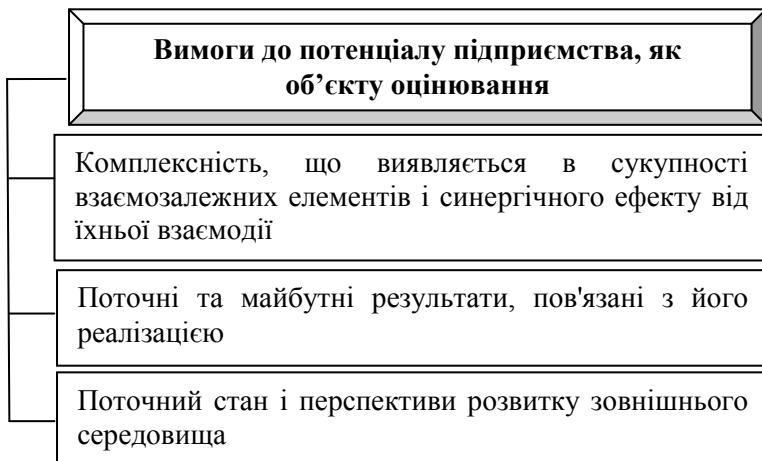 Вимоги до потенціалу підприємства, як
об’єкту оцінювання
Комплексність, що виявляється в сукупності
взаємозалежних елементів і синергічного ефекту від
їхньої взаємодії
Поточні та майбутні результати, пов'язані з його
реалізацією
Поточний стан і перспективи розвитку зовнішнього
середовища